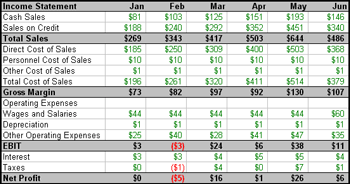 Income Statement Jan Feb Mar Apr May Jun
Cash Sales $81 $103 $125 $151 $193 $146
Sales on Credit $188 $240 $292 $352 $451 $340
Total Sales $269 $343 $417 $503 $644 $486
Direct Cost of Sales $185 $250 $309 $400 $503 $368
Personnel Cost of Sales $10 $10 $10 $10 $10 $10
Other Cost of Sales $1 $1 $1 $1 $1 $1
Total Cost of Sales $196 $261 $320 $411 $514 $379
Gross Margin $73 $82 $97 $92 $130 $107
Operating Expenses
Wages and Salaries $44 $44 $44 $44 $44 $60
Depreciation $1 $1 $1 $1 $1 $1
Other Operating Expenses $25 $40 $28 $41 $47 $35
EBIT $3 ($3) $24 $6 $38 $11
Interest $3 $3 $4 $5 $5 $4
Taxes $0 ($1) $4 $0 $7 $1
Net Profit $0 ($5) $16 $1 $26 $6